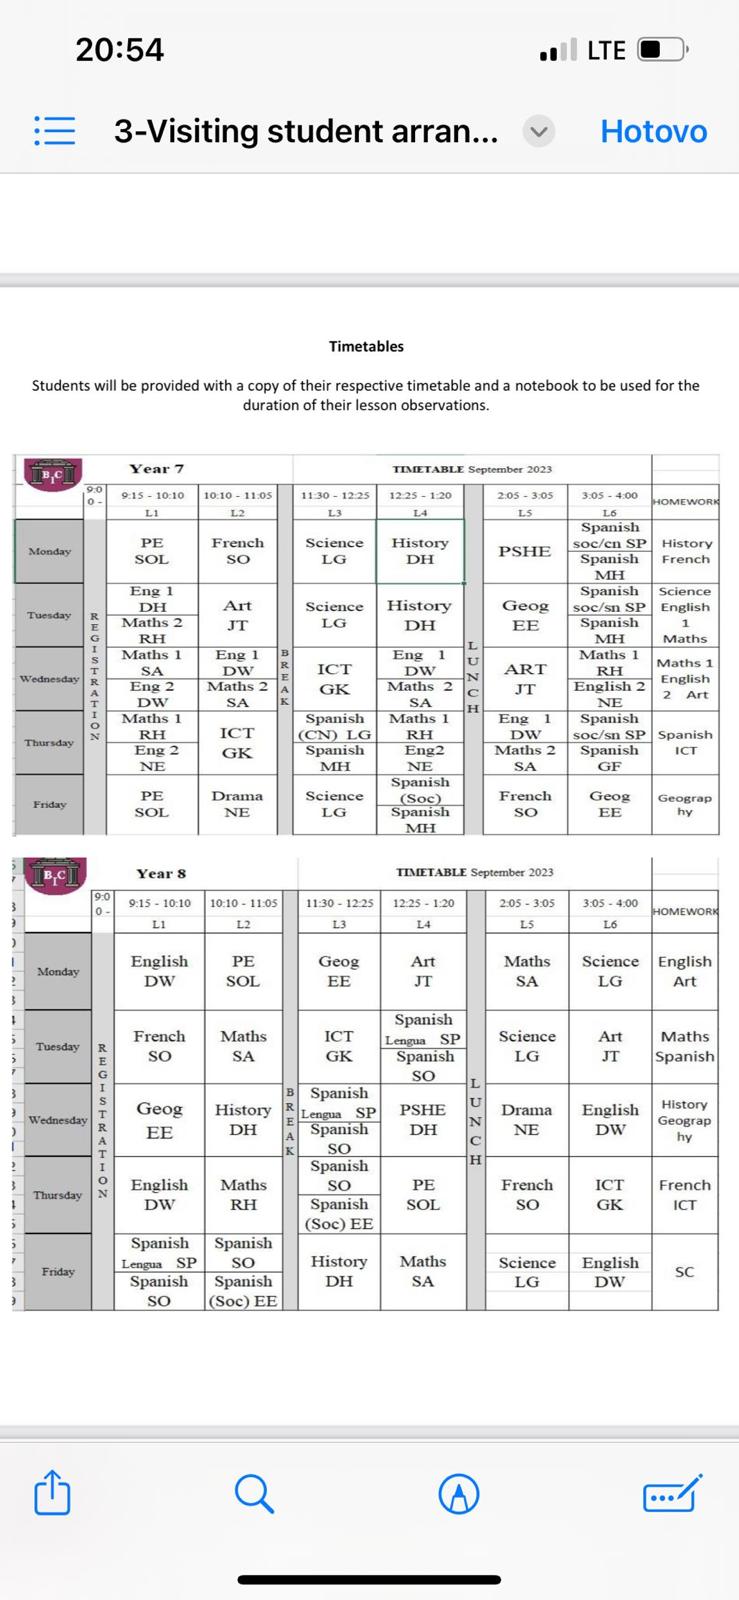 20:54
LTE
3-Visiting student arran...
Hotovo
Timetables
Students will be provided with a copy of their respective timetable and a notebook to be used for the
duration of their lesson observations.
B I C
Year 7
TIMETABLE September 2023
9:0
0 -
9:15 - 10:10
10:10 - 11:05
11:30 - 12:25
12:25 - 1:20
2:05 - 3:05
3:05 - 4:00
HOMEWORK
L1
L2
L3
L4
L5
L6
REGISTRATION
BREAK
LUNCH
Monday
PE
SOL
French
SO
Science
LG
History
DH
PSHE
Spanish
soc/cn SP
Spanish
MH
History
French
Tuesday
Eng 1
DH
Maths 2
RH
Art
JT
Science
LG
History
DH
Geog
EE
Spanish
soc/sn SP
Spanish
MH
Science
English
1
Maths
Wednesday
Maths 1
SA
Eng 2
DW
Eng 1
DW
Maths 2
SA
ICT
GK
Eng 1
DW
Maths 2
SA
ART
JT
Maths 1
RH
English 2
NE
Maths 1
English
2 Art
Thursday
Maths 1
RH
Eng 2
NE
ICT
GK
Spanish
(CN) LG
Spanish
MH
Maths 1
RH
Eng2
NE
Eng 1
DW
Maths 2
SA
Spanish
soc/sn SP
Spanish
GF
Spanish
ICT
Friday
PE
SOL
Drama
NE
Science
LG
Spanish
(Soc)
Spanish
MH
French
SO
Geog
EE
Geograp
hy
B I C
Year 8
TIMETABLE September 2023
9:0
0 -
9:15 - 10:10
10:10 - 11:05
11:30 - 12:25
12:25 - 1:20
2:05 - 3:05
3:05 - 4:00
HOMEWORK
L1
L2
L3
L4
L5
L6
REGISTRATION
BREAK
LUNCH
Monday
English
DW
PE
SOL
Geog
EE
Art
JT
Maths
SA
Science
LG
English
Art
Tuesday
French
SO
Maths
SA
ICT
GK
Spanish
Lengua SP
Spanish
SO
Science
LG
Art
JT
Maths
Spanish
Wednesday
Geog
EE
History
DH
Spanish
Lengua SP
Spanish
SO
PSHE
DH
Drama
NE
English
DW
History
Geograp
hy
Thursday
English
DW
Maths
RH
Spanish
SO
Spanish
(Soc) EE
PE
SOL
French
SO
ICT
GK
French
ICT
Friday
Spanish
Lengua SP
Spanish
SO
Spanish
SO
Spanish
(Soc) EE
History
DH
Maths
SA
Science
LG
English
DW
SC